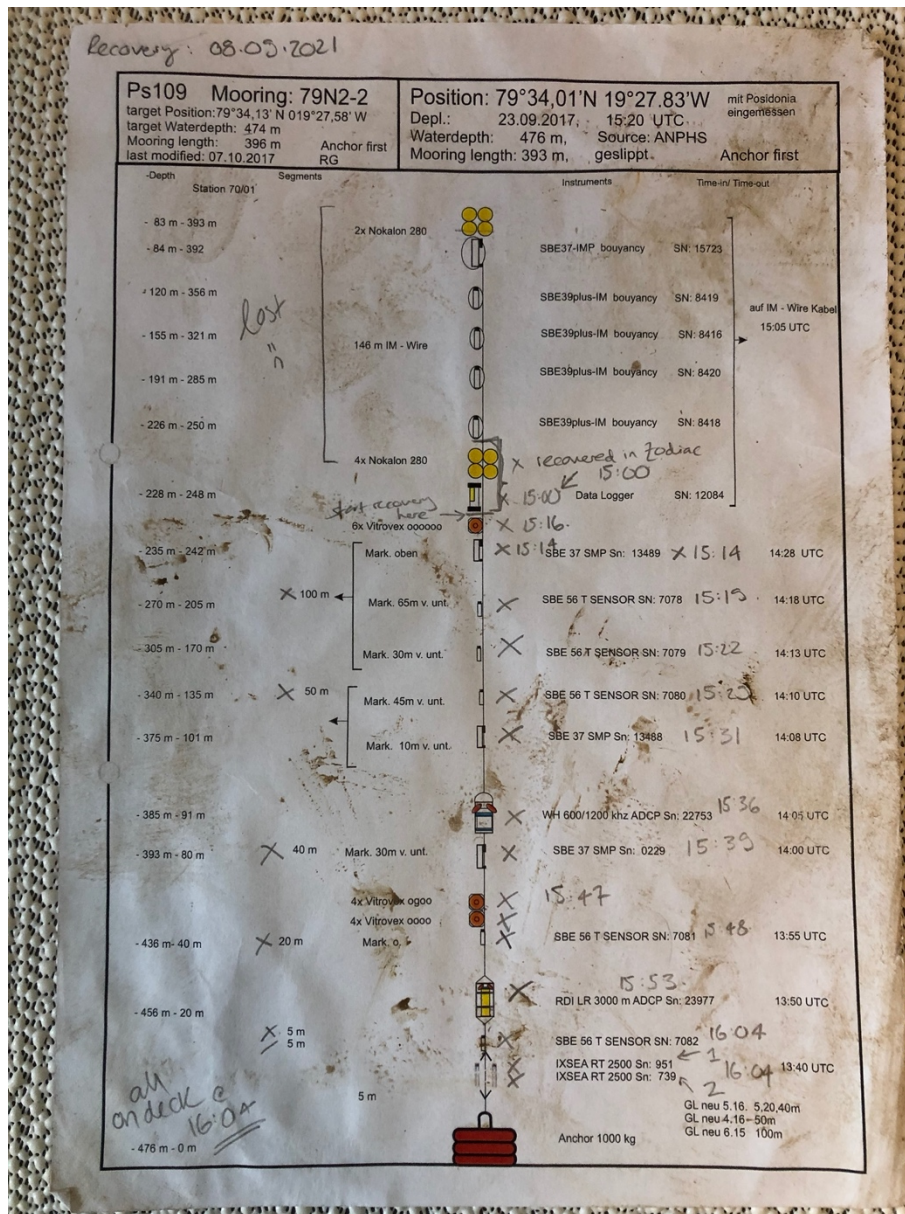 Recovery: 08.09.2021
Ps109 Mooring: 79N2-2
target Position:79°34,13' N 019°27,58' W
target Waterdepth: 474 m
Mooring length: 396 m Anchor first
last modified: 07.10.2017 RG
Position: 79°34,01'N 19°27.83'W mit Posidonia eingemessen
Depl.: 23.09.2017, 15:20 UTC
Waterdepth: 476 m, Source: ANPHS
Mooring length: 393 m, geslippt. Anchor first
-Depth Segments Instruments Time-in/ Time-out
Station 70/01
- 83 m - 393 m 2x Nokalon 280
- 84 m - 392 SBE37-IMP bouyancy SN: 15723
- 120 m - 356 m SBE39plus-IM bouyancy SN: 8419
auf IM - Wire Kabel
15:05 UTC
lost
- 155 m - 321 m 146 m IM - Wire SBE39plus-IM bouyancy SN: 8416
- 191 m - 285 m SBE39plus-IM bouyancy SN: 8420
- 226 m - 250 m SBE39plus-IM bouyancy SN: 8418
4x Nokalon 280 X recovered in Zodiac
15:00
- 228 m - 248 m X 15:00 Data Logger SN: 12084
start recovery here
6x Vitrovex oooooo X 15:16.
- 235 m - 242 m Mark. oben X 15:14 SBE 37 SMP Sn: 13489 X 15:14 14:28 UTC
X 100 m
- 270 m - 205 m Mark. 65m v. unt. X SBE 56 T SENSOR SN: 7078 15:19 14:18 UTC
- 305 m - 170 m Mark. 30m v. unt. X SBE 56 T SENSOR SN: 7079 15:22 14:13 UTC
- 340 m - 135 m X 50 m Mark. 45m v. unt. X SBE 56 T SENSOR SN: 7080 14:10 UTC
- 375 m - 101 m Mark. 10m v. unt. X SBE 37 SMP Sn: 13488 15:31 14:08 UTC
- 385 m - 91 m X WH 600/1200 khz ADCP Sn: 22753 15:36 14:05 UTC
- 393 m - 80 m X 40 m Mark. 30m v. unt. X SBE 37 SMP Sn: 0229 15:39 14:00 UTC
4x Vitrovex ogoo X 15:47
4x Vitrovex oooo X
- 436 m- 40 m X 20 m Mark. o. X SBE 56 T SENSOR SN: 7081 15:48 13:55 UTC
15:53
- 456 m - 20 m X RDI LR 3000 m ADCP Sn: 23977 13:50 UTC
X 5 m X SBE 56 T SENSOR SN: 7082 16:04
5 m
X IXSEA RT 2500 Sn: 951 1
X IXSEA RT 2500 Sn: 739 2 16:04 13:40 UTC
5 m
all on deck @ 16:04
GL neu 5.16. 5,20,40m
GL neu 4.16 - 50m
GL neu 6.15 100m
- 476 m - 0 m Anchor 1000 kg